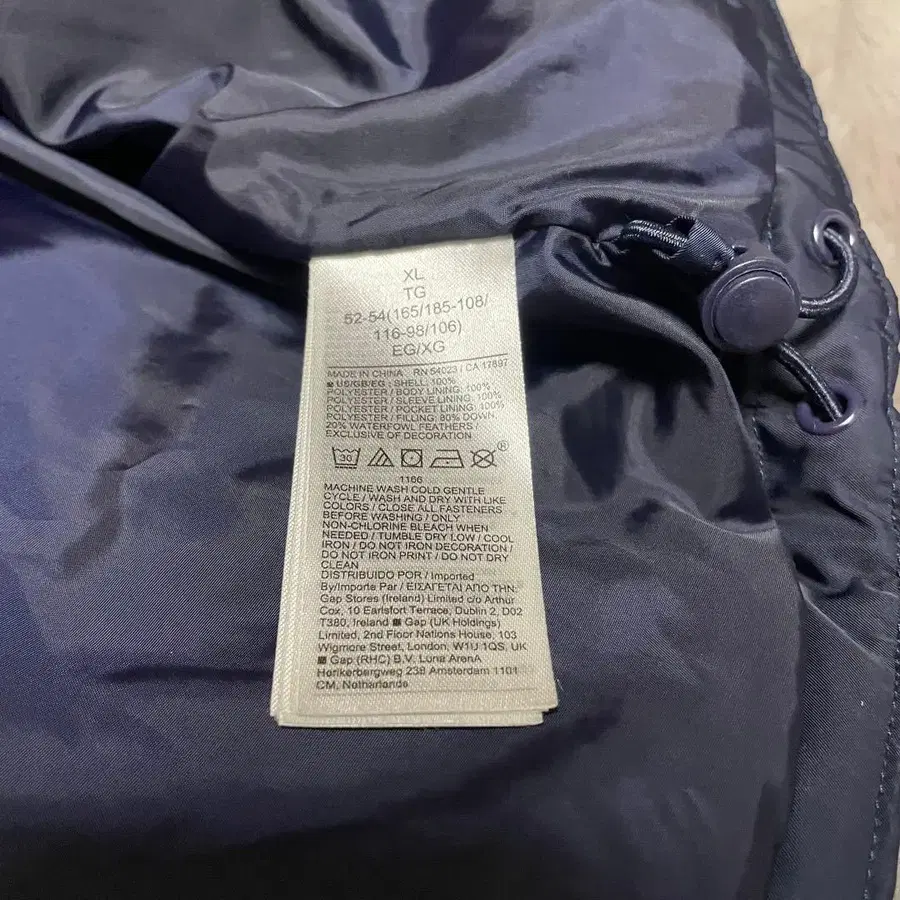 XL
TG
52-54(165/185-108/
116-98/106)
EG/XG
MADE IN CHINA RN 54023 / CA 17897
■ US/GB/EG : SHELL: 100%
POLYESTER / BODY LINING: 100%
POLYESTER / SLEEVE LINING: 100%
POLYESTER / POCKET LINING: 100%
POLYESTER / FILLING: 80% DOWN,
20% WATERFOWL FEATHERS /
EXCLUSIVE OF DECORATION
30
®
1166
MACHINE WASH COLD GENTLE
CYCLE / WASH AND DRY WITH LIKE
COLORS / CLOSE ALL FASTENERS
BEFORE WASHING / ONLY
NON-CHLORINE BLEACH WHEN
NEEDED / TUMBLE DRY LOW / COOL
IRON / DO NOT IRON DECORATION /
DO NOT IRON PRINT / DO NOT DRY
CLEAN
DISTRIBUIDO POR / Imported
By/Importe Par / ΕΙΣΑΓΕΤΑΙ ΑΠΟ ΤΗΝ:
Gap Stores (Ireland) Limited c/o Arthur
Cox, 10 Earlsfort Terrace, Dublin 2, D02
T380, Ireland ■ Gap (UK Holdings)
Limited, 2nd Floor Nations House, 103
Wigmore Street, London, W1U 1QS, UK
■ Gap (RHC) B.V. Luna ArenA
Herikerbergweg 238 Amsterdam 1101
CM, Netherlands